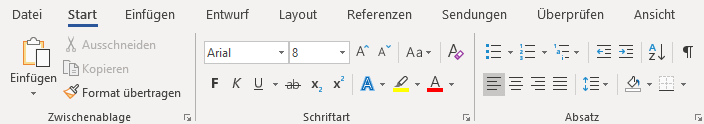 Datei Start Einfügen Entwurf Layout Referenzen Sendungen Überprüfen Ansicht
Ausschneiden
Kopieren
Format übertragen
Einfügen
Zwischenablage
Arial 8 A A Aa A
F K U ab x₂ x² A A
Schriftart
A Z ¶
Absatz